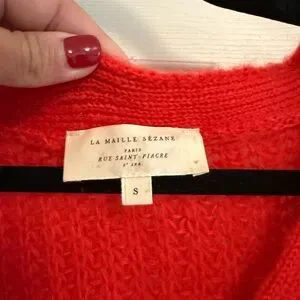 LA MAILLE SÉZANE
PARIS
RUE SAINT-FIACRE
2E ARR.
S